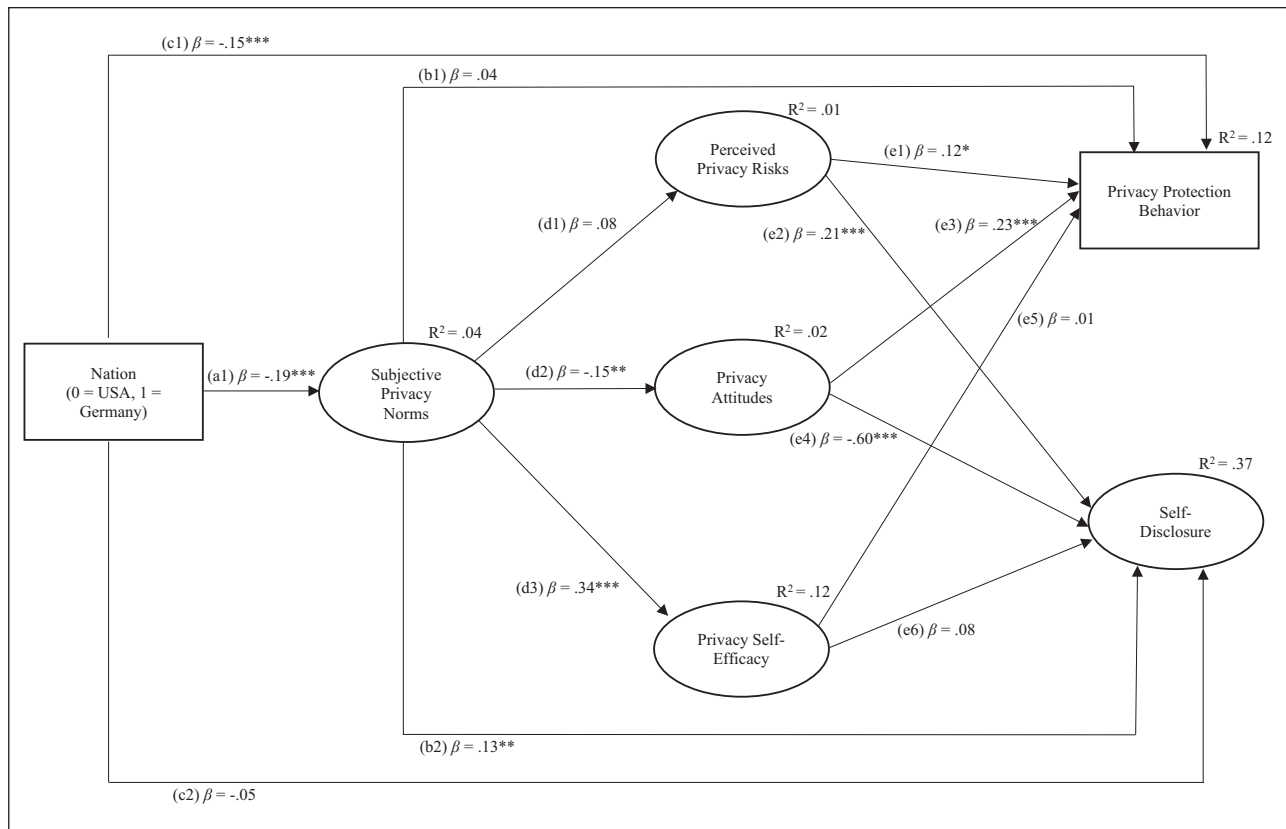 (c1) β = -.15***
(b1) β = .04
R² = .01
Perceived
Privacy Risks
(e1) β = .12*
R² = .12
Privacy Protection
Behavior
(d1) β = .08
(e2) β = .21***
(e3) β = .23***
R² = .04
R² = .02
(e5) β = .01
Nation
(0 = USA, 1 =
Germany)
(a1) β = -.19***
Subjective
Privacy
Norms
(d2) β = -.15**
Privacy
Attitudes
(e4) β = -.60***
R² = .37
Self-
Disclosure
(d3) β = .34***
R² = .12
Privacy Self-
Efficacy
(e6) β = .08
(b2) β = .13**
(c2) β = -.05